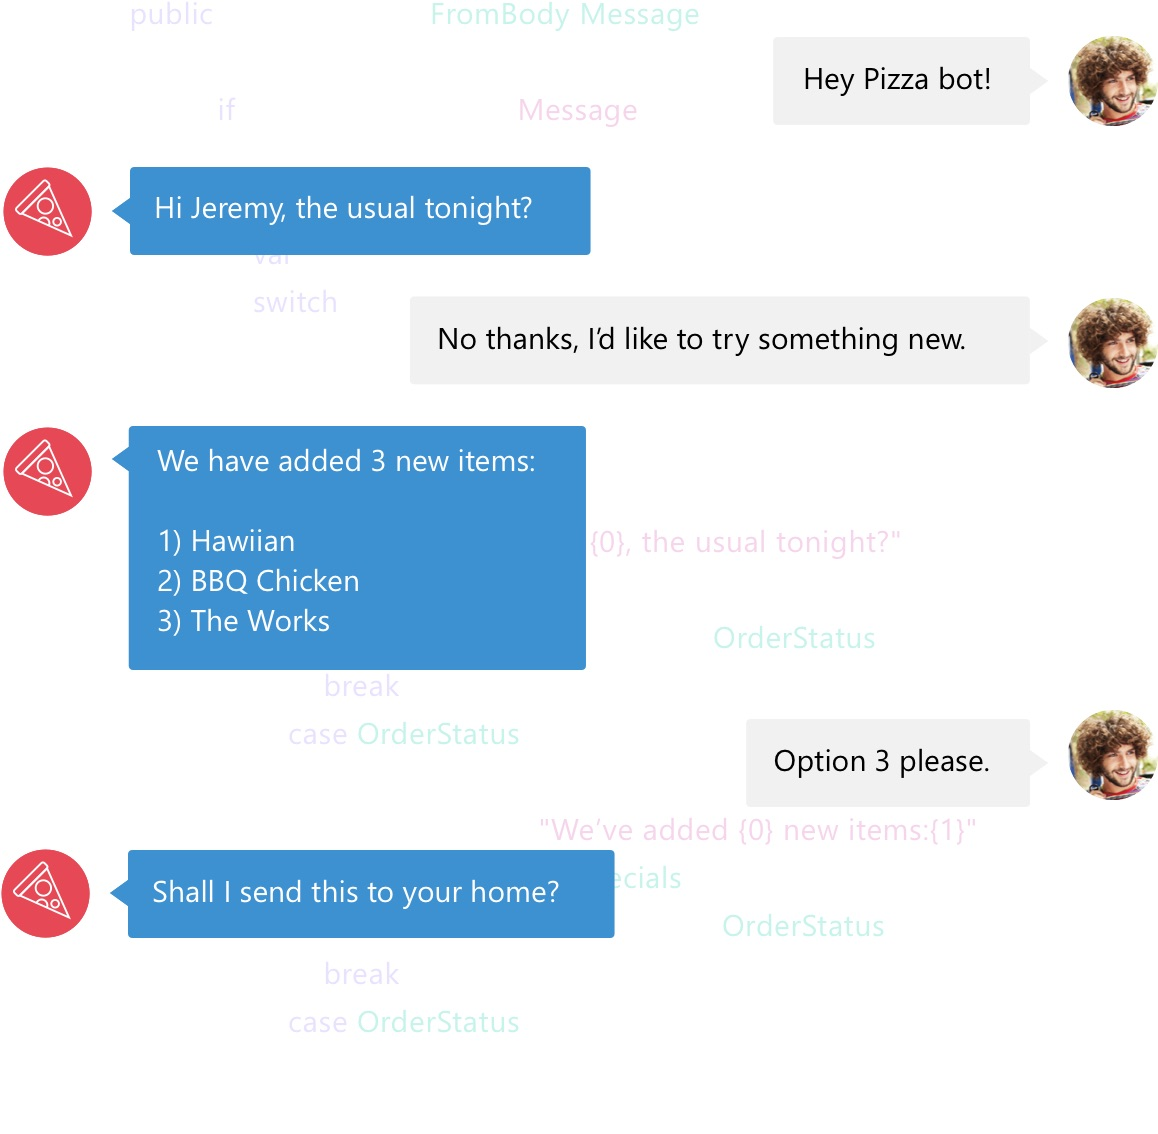 public FromBody Message
Hey Pizza bot!
if Message
Hi Jeremy, the usual tonight?
var
switch
No thanks, I’d like to try something new.
We have added 3 new items:
1) Hawiian
{0}, the usual tonight?"
2) BBQ Chicken
3) The Works
OrderStatus
break
case OrderStatus
Option 3 please.
"We’ve added {0} new items:{1}"
Shall I send this to your home?
OrderStatus
break
case OrderStatus